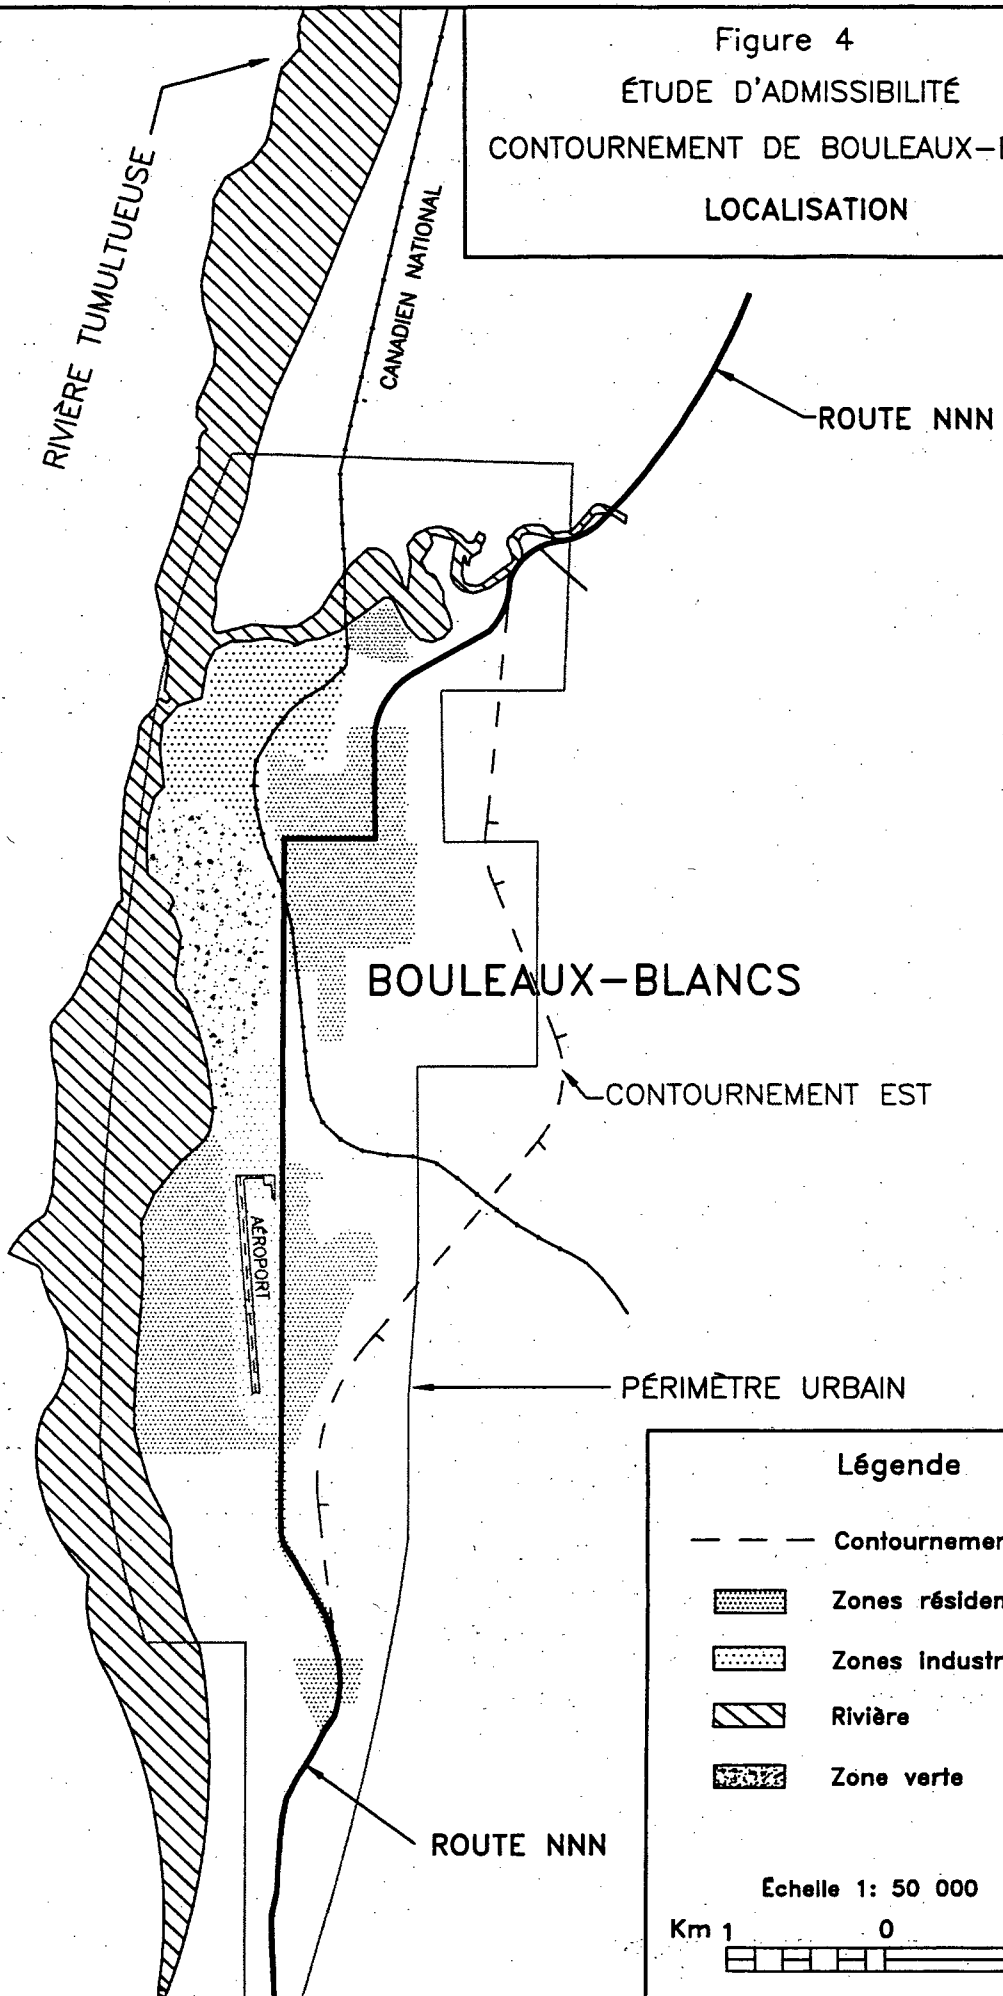 Figure 4
ÉTUDE D'ADMISSIBILITÉ
CONTOURNEMENT DE BOULEAUX-
LOCALISATION
RIVIÈRE TUMULTUEUSE
CANADIEN NATIONAL
ROUTE NNN
BOULEAUX-BLANCS
CONTOURNEMENT EST
AÉROPORT
PÉRIMÈTRE URBAIN
ROUTE NNN
Légende
Contournemen
Zones résiden
Zones industr
Rivière
Zone verte
Échelle 1: 50 000
Km 1 0